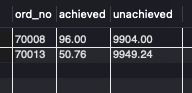 ord_no achieved unachieved
70008 96.00 9904.00
70013 50.76 9949.24